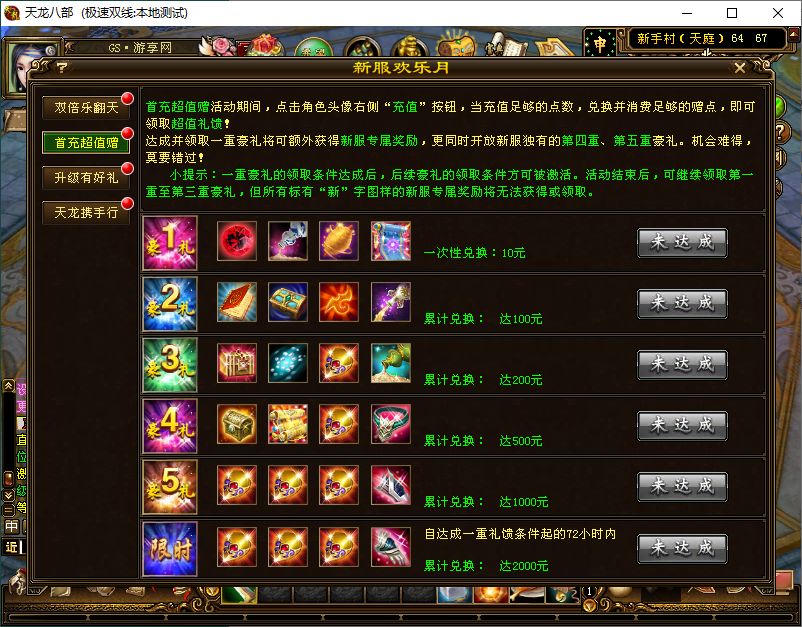 天龙八部 (极速双线:本地测试)
GS·游享网
新手村(天庭) 64 67
申
?
新服欢乐月
双倍乐翻天
首充超值赠
升级有好礼
天龙携手行
首充超值赠活动期间，点击角色头像右侧“充值”按钮，当充值足够的点数，兑换并消费足够的赠点，即可
领取超值礼馈!
达成并领取一重豪礼将可额外获得新服专属奖励，更同时开放新服独有的第四重、第五重豪礼。机会难得，
莫要错过!
小提示：一重豪礼的领取条件达成后，后续豪礼的领取条件方可被激活。活动结束后，可继续领取第一
重至第三重豪礼，但所有标有“新”字图样的新服专属奖励将无法获得或领取。
豪1礼
一次性兑换：10元
未达成
豪2礼
累计兑换： 达100元
未达成
豪3礼
累计兑换： 达200元
未达成
豪4礼
累计兑换： 达500元
未达成
豪5礼
累计兑换： 达1000元
未达成
限时
自达成一重礼馈条件起的72小时内
累计兑换： 达2000元
未达成
近
1